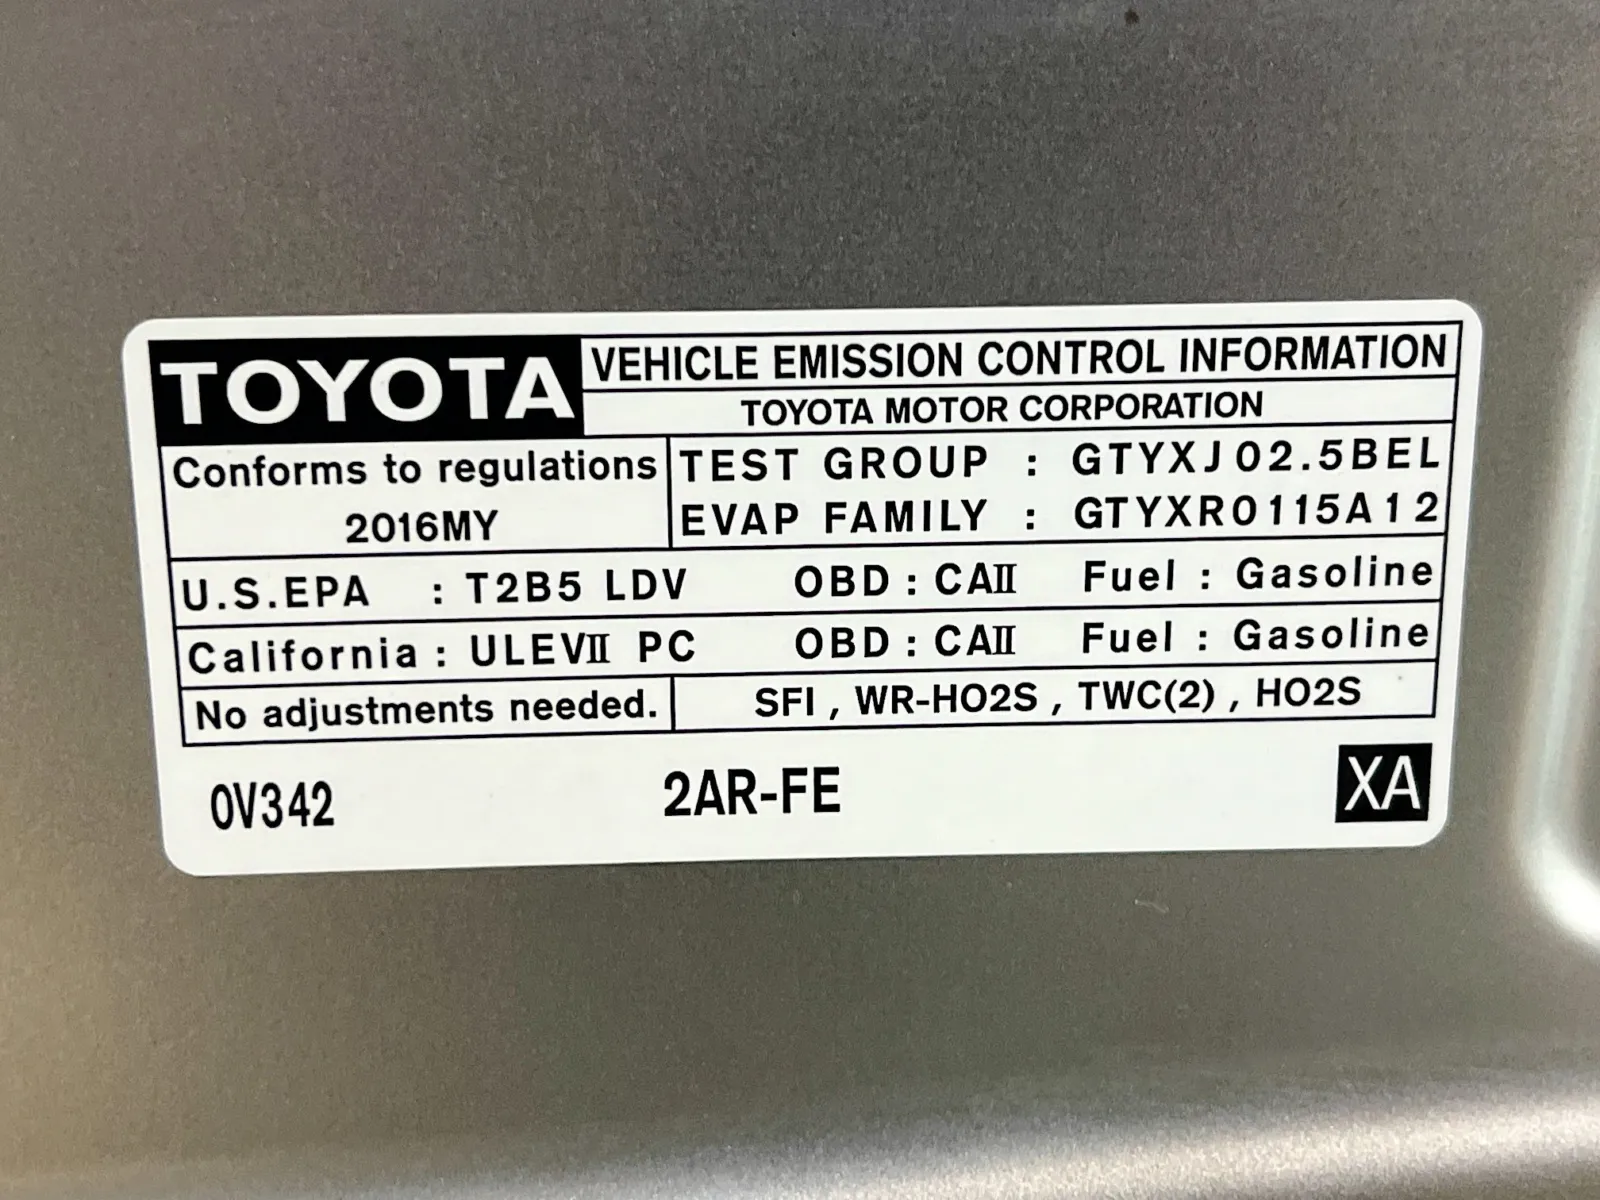 TOYOTA VEHICLE EMISSION CONTROL INFORMATION
TOYOTA MOTOR CORPORATION
Conforms to regulations
2016MY
TEST GROUP : GTYXJ02.5BEL
EVAP FAMILY : GTYXR0115A12
U.S.EPA : T2B5 LDV OBD : CAII Fuel : Gasoline
California : ULEVII PC OBD : CAII Fuel : Gasoline
No adjustments needed. SFI , WR-HO2S , TWC(2) , HO2S
0V342 2AR-FE XA